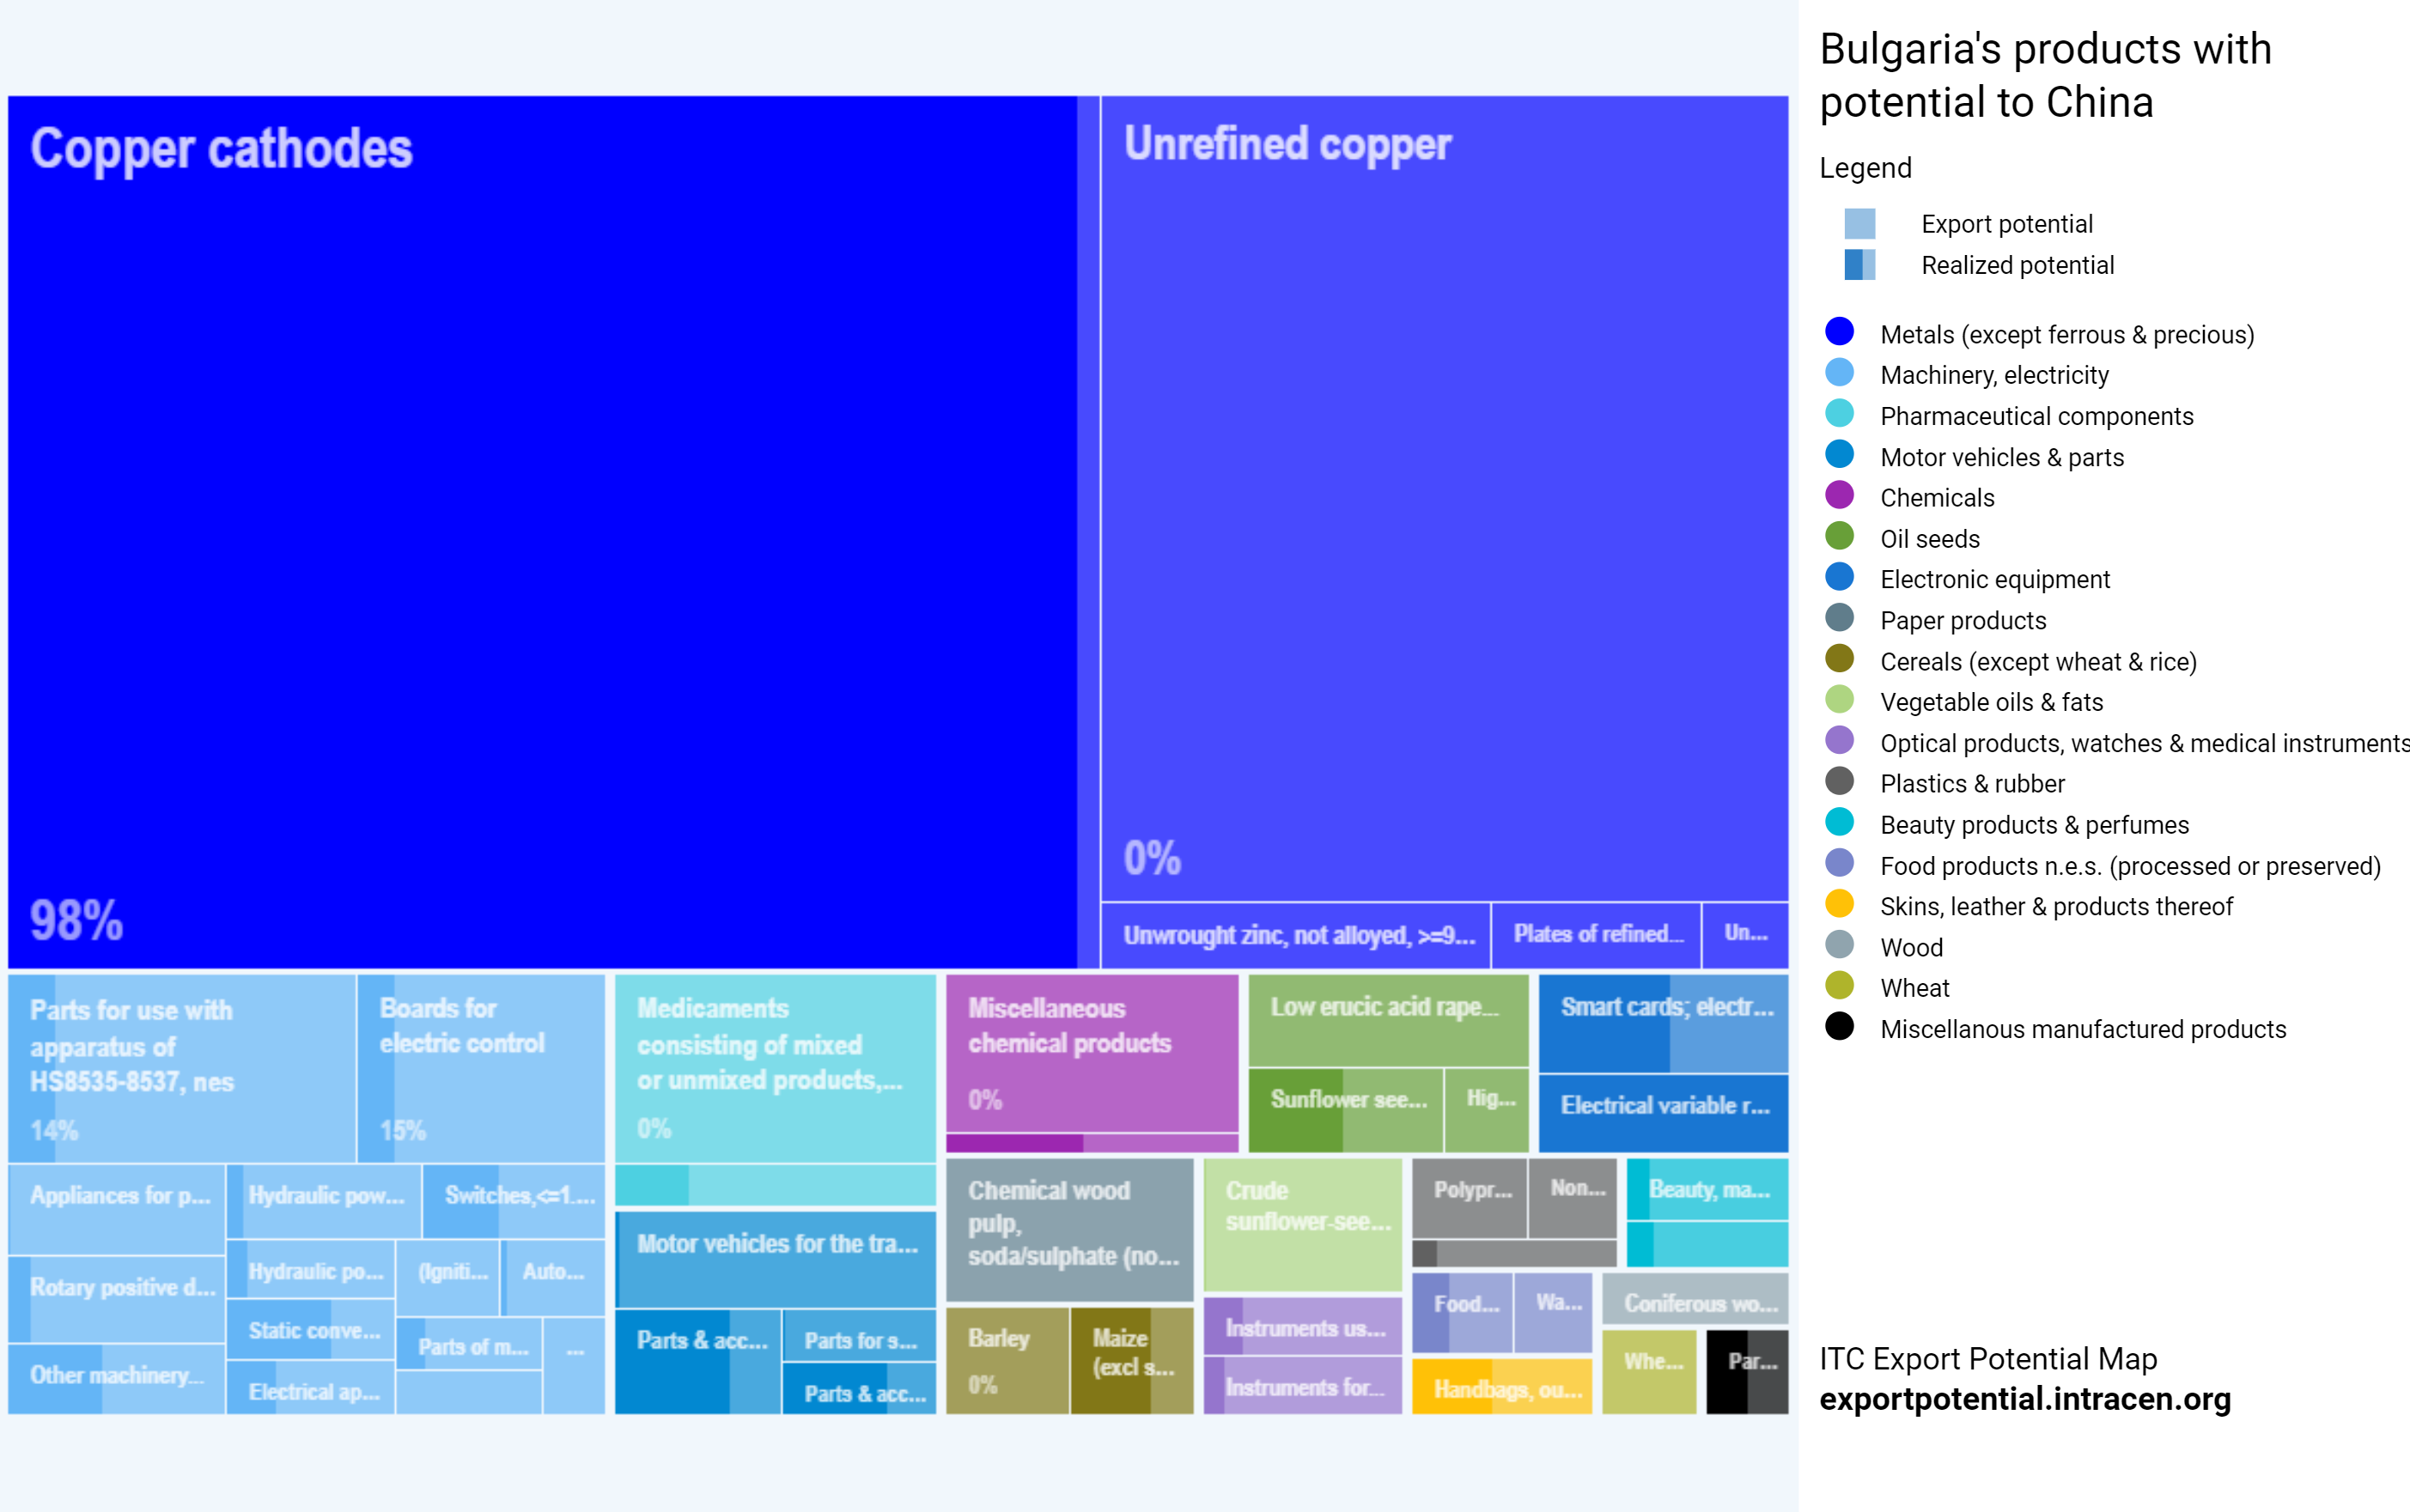 Copper cathodes
98%
Unrefined copper
0%
Unwrought zinc, not alloyed, >=9...
Plates of refined...
Un...
Parts for use with
apparatus of
HS8535-8537, nes
14%
Boards for
electric control
15%
Appliances for p...
Rotary positive d...
Other machinery...
Hydraulic pow...
Switches,<=1....
Hydraulic po...
(Igniti...
Auto...
Static conve...
Parts of m...
...
Electrical ap...
Medicaments
consisting of mixed
or unmixed products,...
0%
Motor vehicles for the tra...
Parts & acc...
Parts for s...
Parts & acc...
Miscellaneous
chemical products
0%
Low erucic acid rape...
Sunflower see...
Hig...
Smart cards; electr...
Electrical variable r...
Chemical wood
pulp,
soda/sulphate (no...
Barley
0%
Maize
(excl s...
Crude
sunflower-see...
Instruments us...
Instruments for...
Polypr...
Non...
Beauty, ma...
Food...
Wa...
Handbags, ou...
Coniferous wo...
Whe...
Par...
Bulgaria's products with
potential to China
Legend
Export potential
Realized potential
Metals (except ferrous & precious)
Machinery, electricity
Pharmaceutical components
Motor vehicles & parts
Chemicals
Oil seeds
Electronic equipment
Paper products
Cereals (except wheat & rice)
Vegetable oils & fats
Optical products, watches & medical instruments
Plastics & rubber
Beauty products & perfumes
Food products n.e.s. (processed or preserved)
Skins, leather & products thereof
Wood
Wheat
Miscellanous manufactured products
ITC Export Potential Map
exportpotential.intracen.org